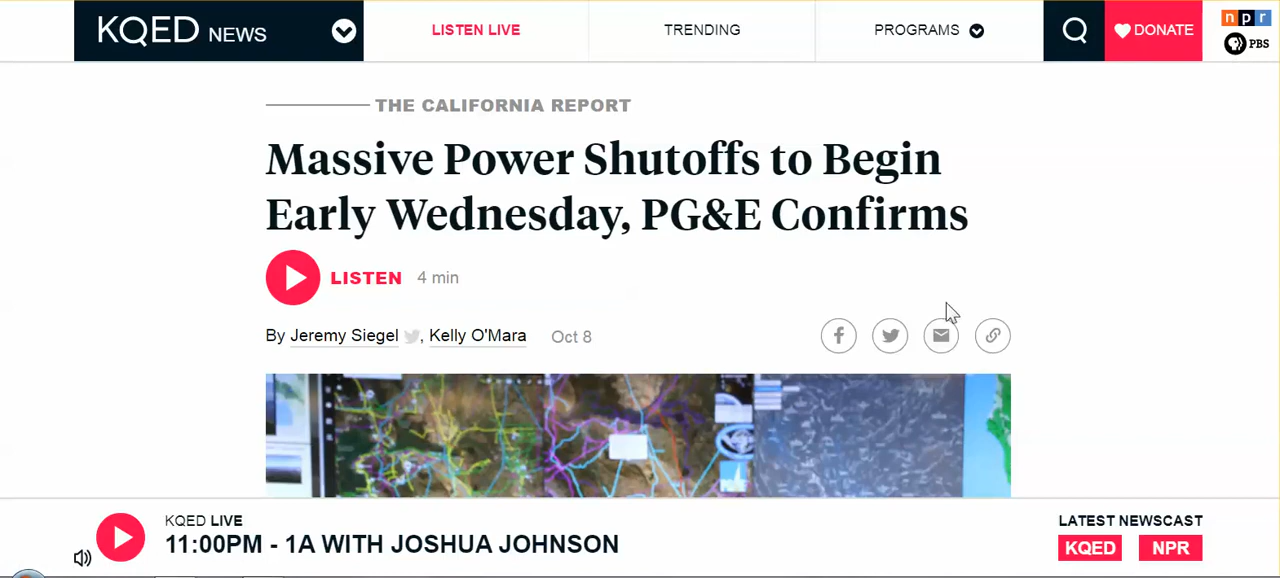 KQED NEWS
LISTEN LIVE
TRENDING
PROGRAMS
DONATE
npr
PBS
THE CALIFORNIA REPORT
Massive Power Shutoffs to Begin
Early Wednesday, PG&E Confirms
LISTEN 4 min
By Jeremy Siegel , Kelly O'Mara Oct 8
KQED LIVE
11:00PM - 1A WITH JOSHUA JOHNSON
LATEST NEWSCAST
KQED NPR